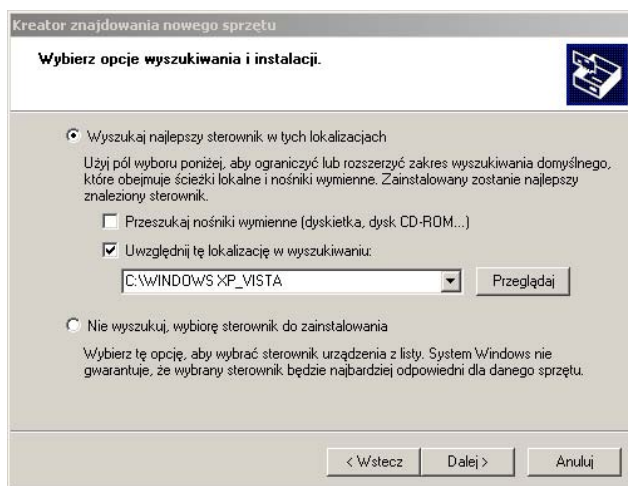 Kreator znajdowania nowego sprzętu
Wybierz opcje wyszukiwania i instalacji.
Wyszukaj najlepszy sterownik w tych lokalizacjach
Użyj pól wyboru poniżej, aby ograniczyć lub rozszerzyć zakres wyszukiwania domyślnego,
które obejmuje ścieżki lokalne i nośniki wymienne. Zainstalowany zostanie najlepszy
znaleziony sterownik.
Przeszukaj nośniki wymienne (dyskietka, dysk CD-ROM...)
Uwzględnij tę lokalizację w wyszukiwaniu:
C:\WINDOWS XP_VISTA
Przeglądaj
Nie wyszukuj, wybiorę sterownik do zainstalowania
Wybierz tę opcję, aby wybrać sterownik urządzenia z listy. System Windows nie
gwarantuje, że wybrany sterownik będzie najbardziej odpowiedni dla danego sprzętu.
< Wstecz
Dalej >
Anuluj